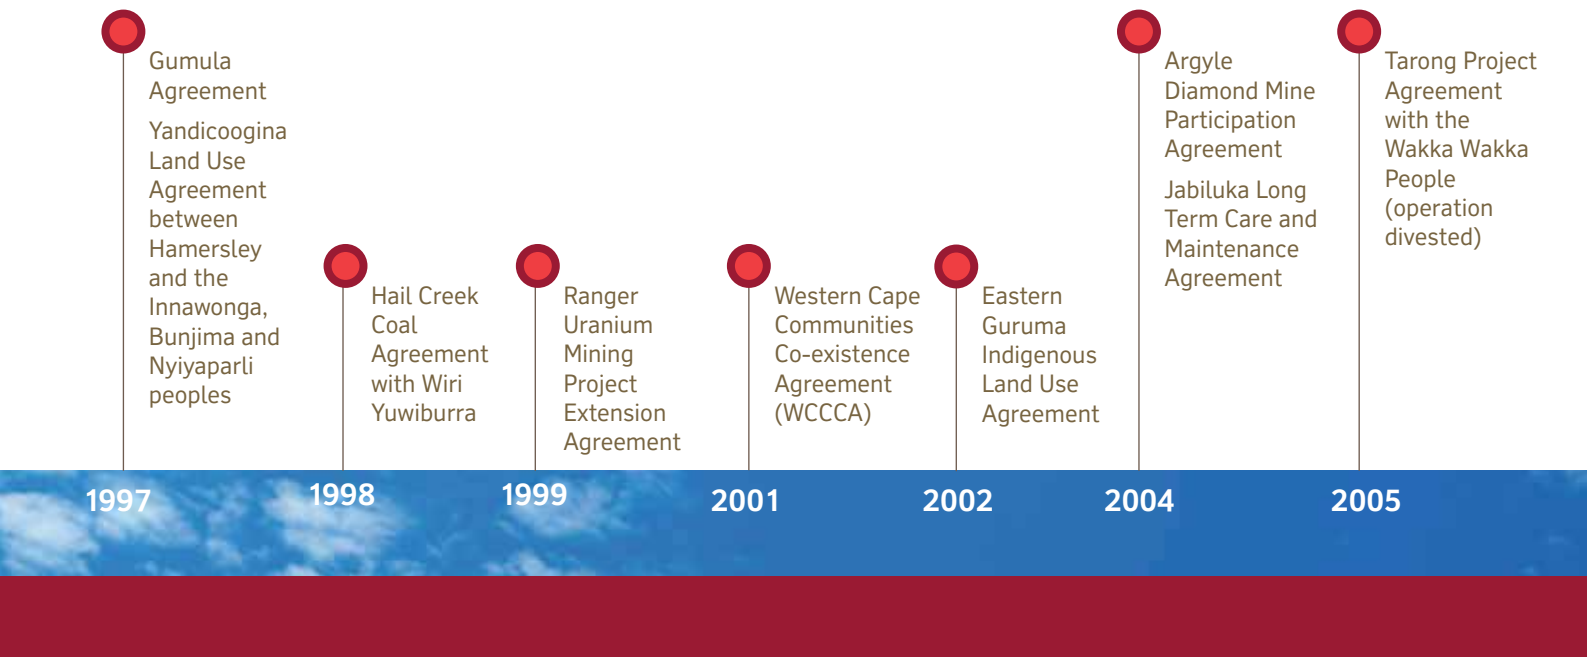 Gumula
Agreement
Yandicoogina
Land Use
Agreement
between
Hamersley
and the
Innawonga,
Bunjima and
Nyiyaparli
peoples
1997
Hail Creek
Coal
Agreement
with Wiri
Yuwiburra
1998
Ranger
Uranium
Mining
Project
Extension
Agreement
1999
Western Cape
Communities
Co-existence
Agreement
(WCCCA)
2001
Eastern
Guruma
Indigenous
Land Use
Agreement
2002
Argyle
Diamond Mine
Participation
Agreement
Jabiluka Long
Term Care and
Maintenance
Agreement
2004
Tarong Project
Agreement
with the
Wakka Wakka
People
(operation
divested)
2005